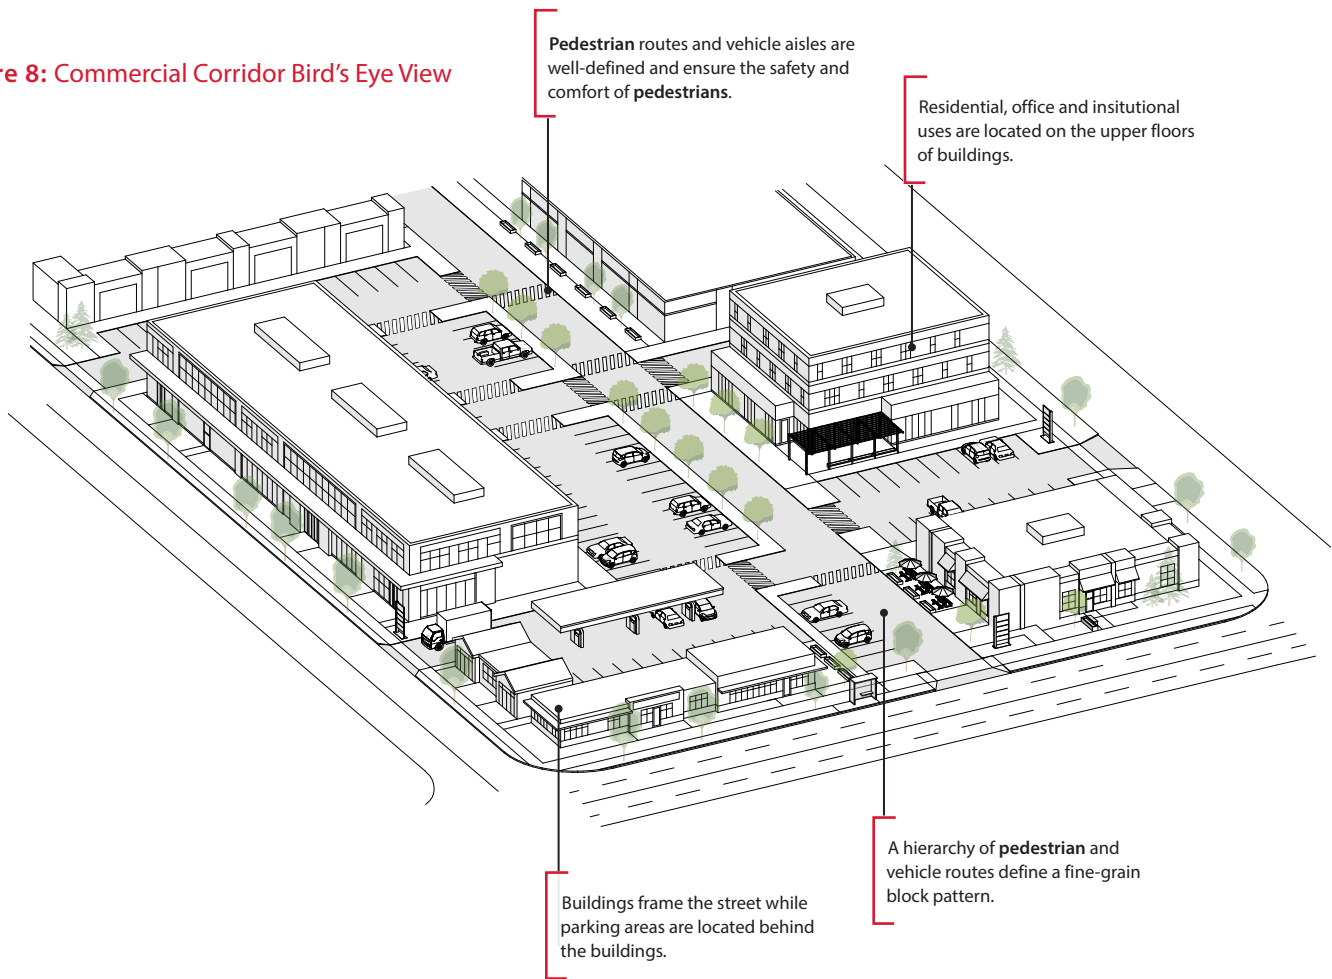 re 8: Commercial Corridor Bird's Eye View
Pedestrian routes and vehicle aisles are
well-defined and ensure the safety and
comfort of pedestrians.
Residential, office and insitutional
uses are located on the upper floors
of buildings.
A hierarchy of pedestrian and
vehicle routes define a fine-grain
block pattern.
Buildings frame the street while
parking areas are located behind
the buildings.